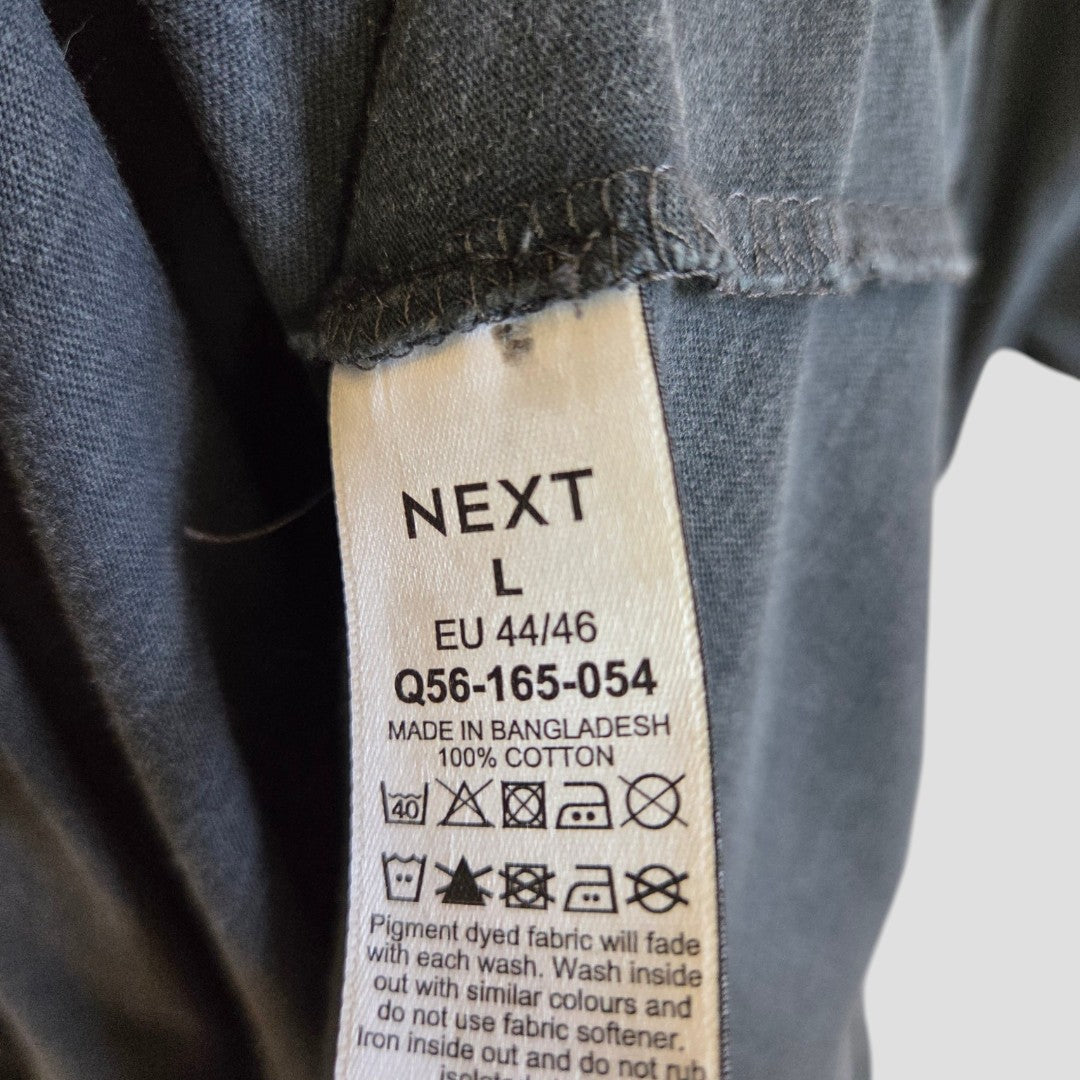 NEXT
L
EU 44/46
Q56-165-054
MADE IN BANGLADESH
100% COTTON
40
Pigment dyed fabric will fade
with each wash. Wash inside
out with similar colours and
do not use fabric softener.
Iron inside out and do not rub